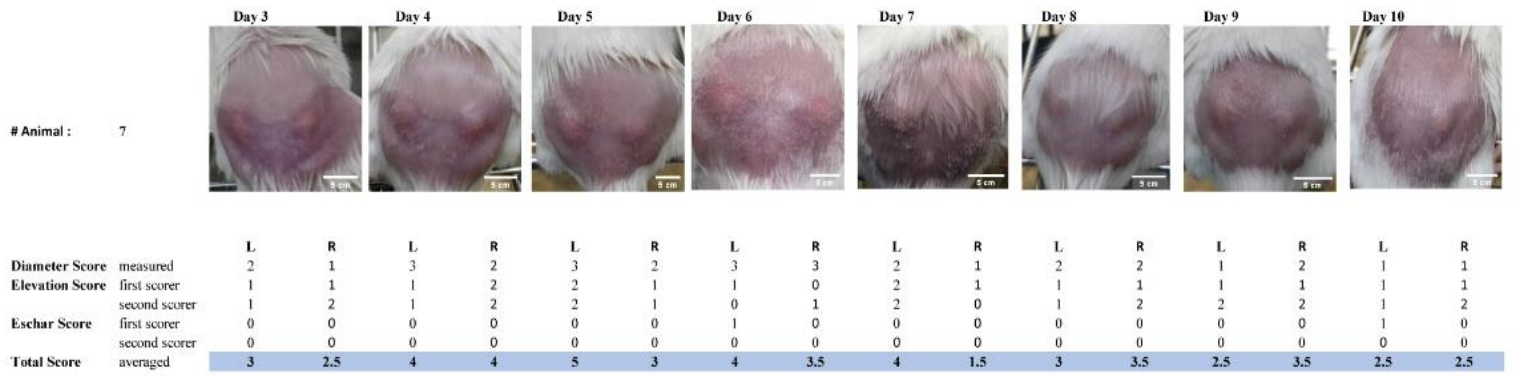 Day 3 Day 4 Day 5 Day 6 Day 7 Day 8 Day 9 Day 10
# Animal : 7
5 cm 5 cm 5 cm 5 cm 5 cm 5 cm 5 cm 5 cm
L R L R L R L R L R L R L R L R
Diameter Score measured 2 1 3 2 3 2 3 3 2 1 2 2 1 2 1 1
Elevation Score first scorer 1 1 1 2 2 1 1 0 2 1 1 1 1 1 1 1
second scorer 1 2 1 2 2 1 0 1 2 0 1 2 2 2 1 2
Eschar Score first scorer 0 0 0 0 0 0 1 0 0 0 0 0 0 0 1 0
second scorer 0 0 0 0 0 0 0 0 0 0 0 0 0 0 0 0
Total Score averaged 3 2.5 4 4 5 3 4 3.5 4 1.5 3 3.5 2.5 3.5 2.5 2.5